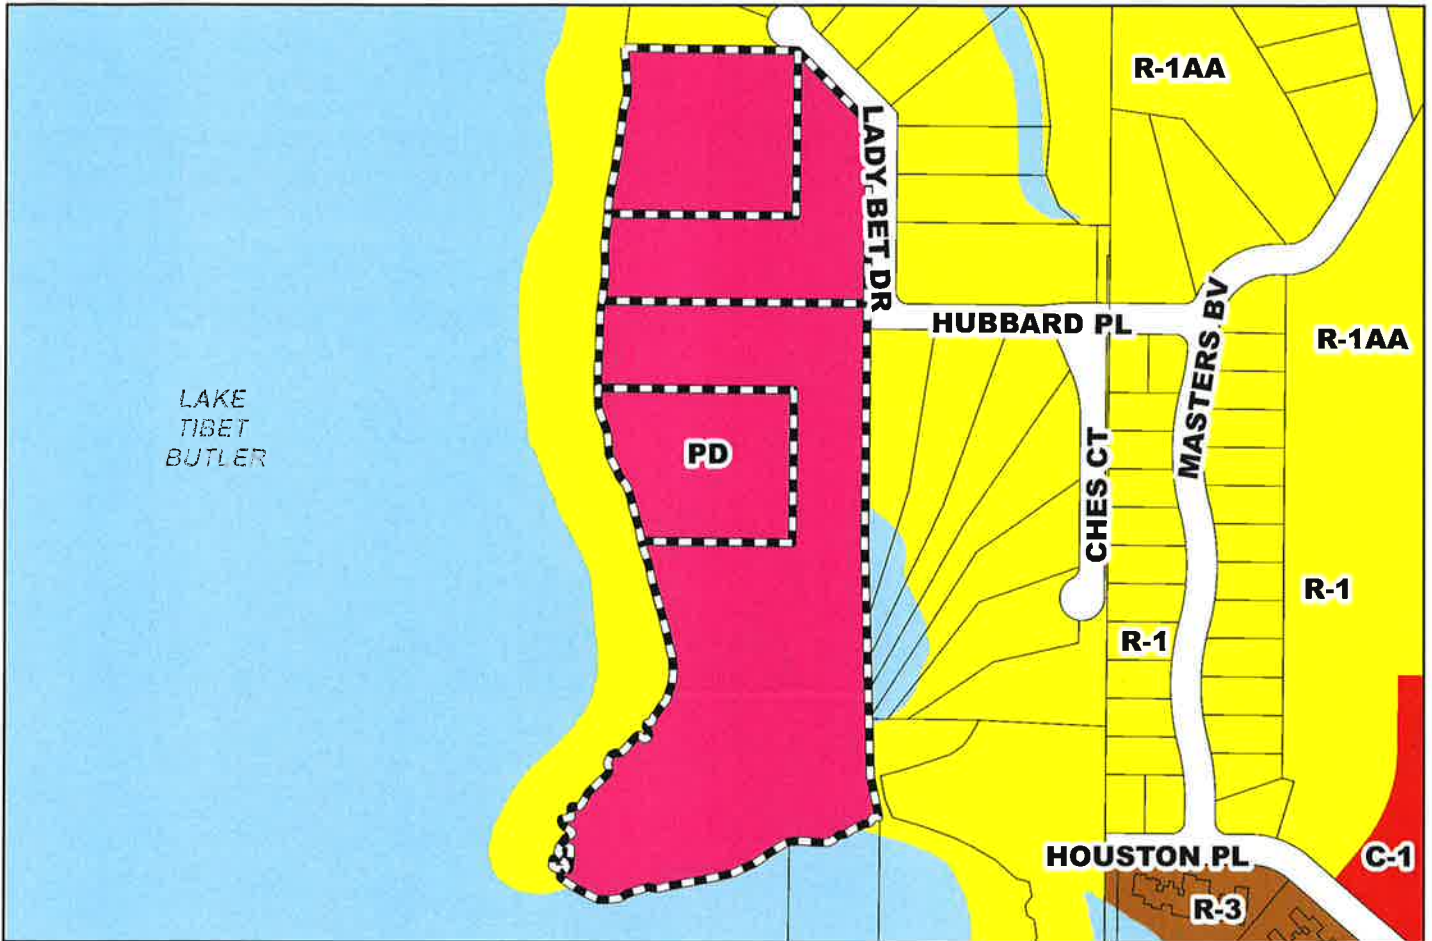 R-1AA
LADY BET DR
HUBBARD PL
MASTERS BV
R-1AA
LAKE
TIBET
BUTLER
PD
CHES CT
R-1
R-1
HOUSTON PL
C-1
R-3